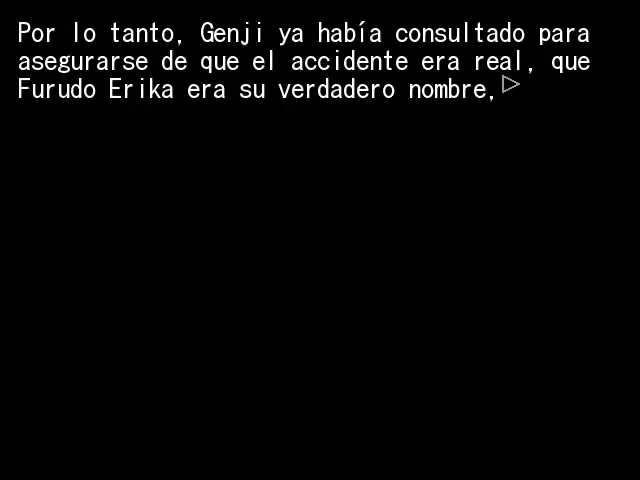 Por lo tanto, Genji ya había consultado para
asegurarse de que el accidente era real, que
Furudo Erika era su verdadero nombre,